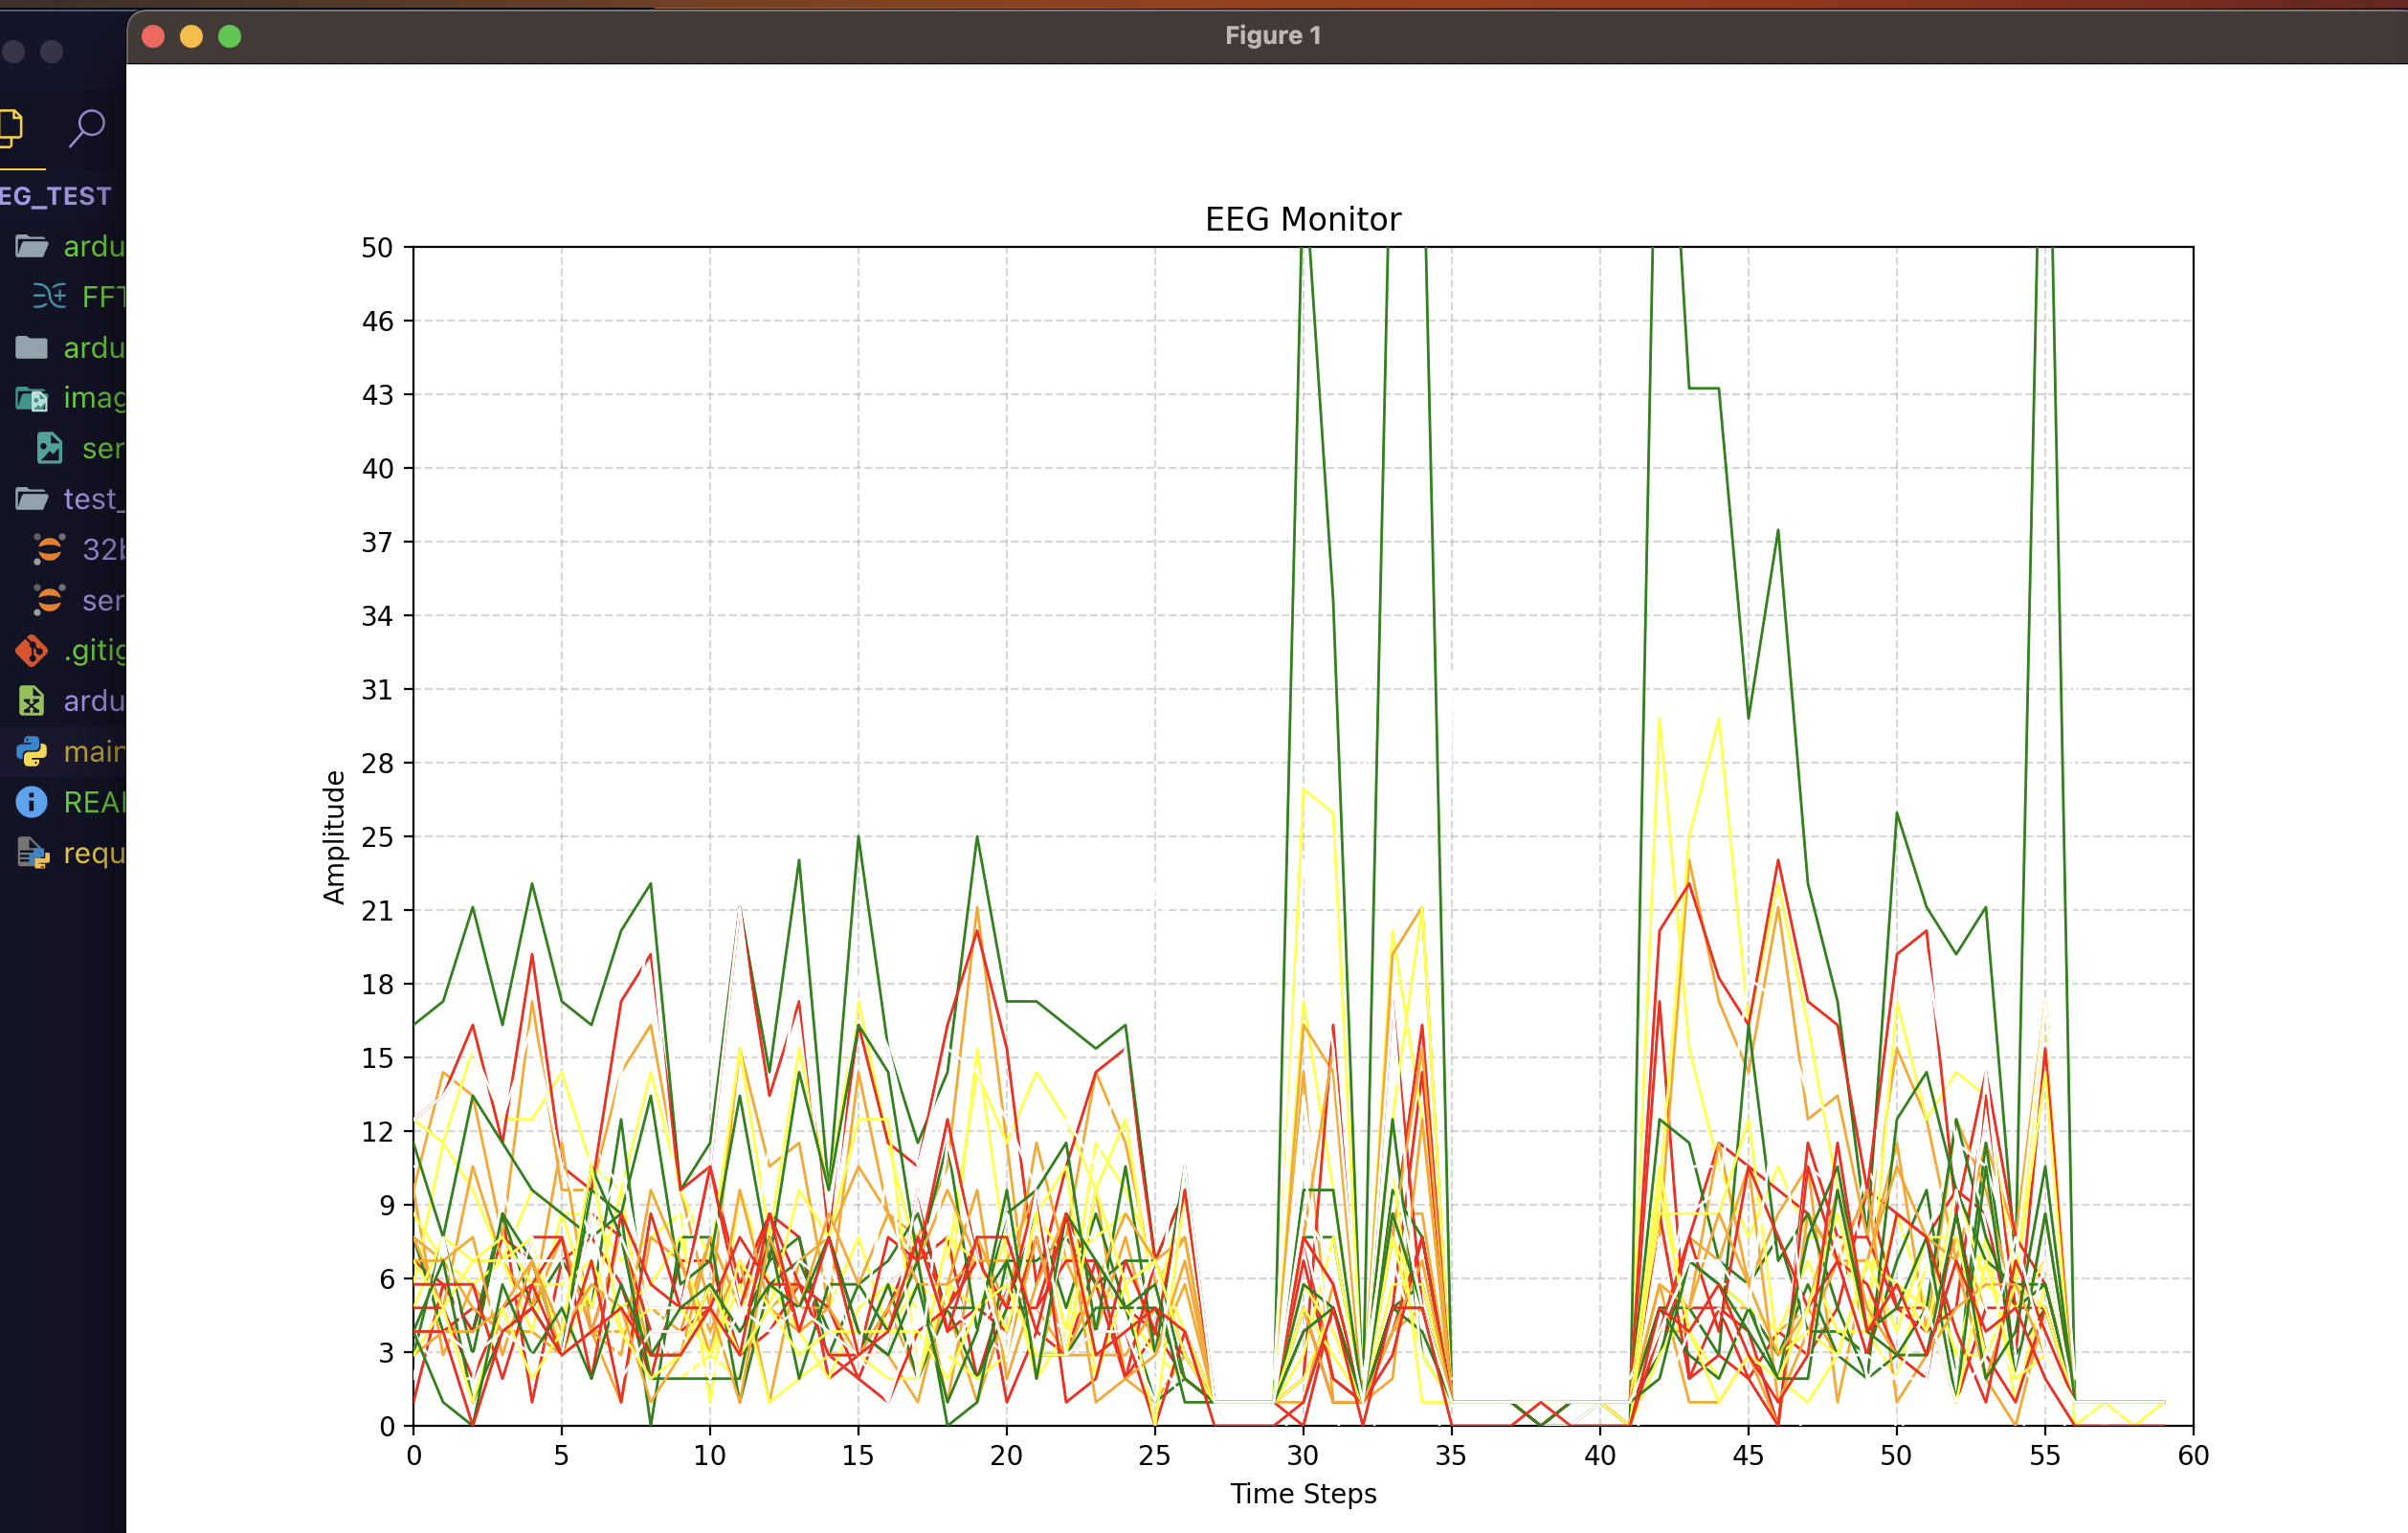 Figure 1
EG_TEST
ardu
FFT
ardu
imag
ser
test_
32b
ser
.gitig
ardu
main
REA
requ
EEG Monitor
50
46
43
40
37
34
31
28
25
21
18
15
12
9
6
3
0
Amplitude
0 5 10 15 20 25 30 35 40 45 50 55 60
Time Steps